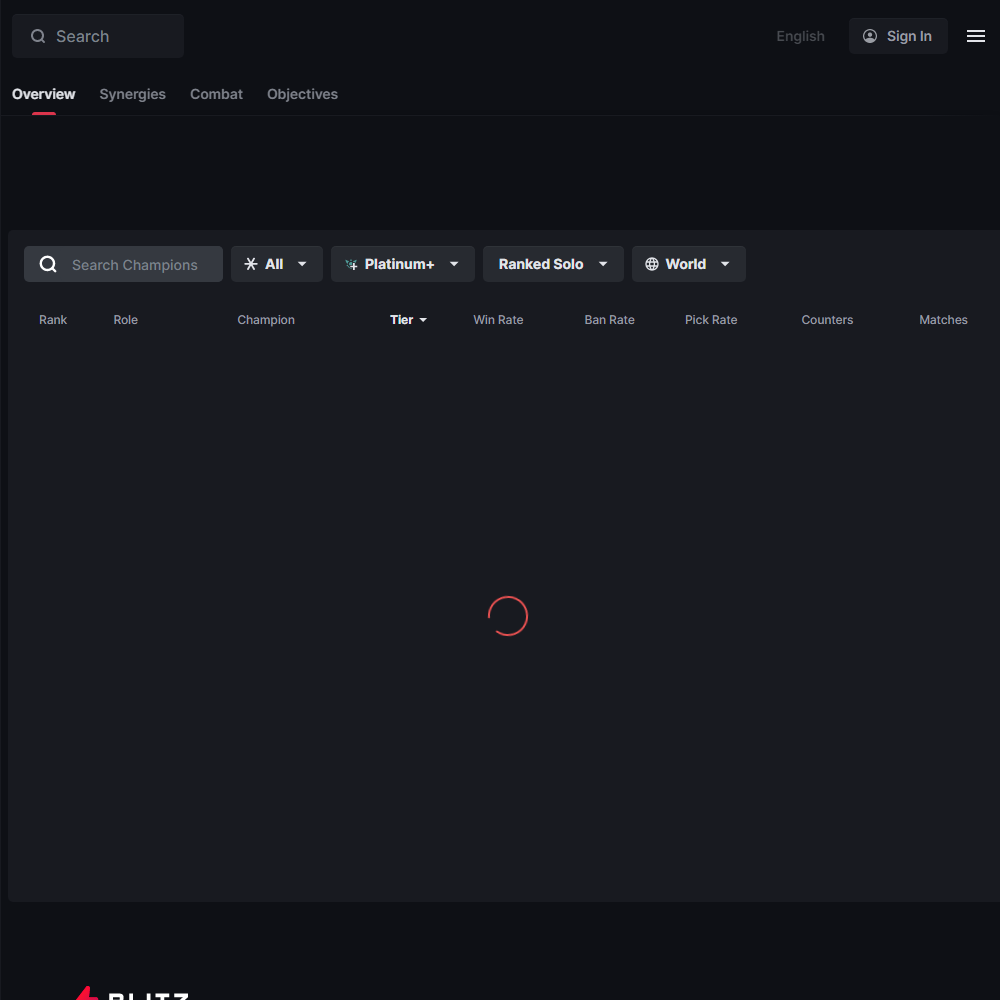 Search
English
Sign In
Overview
Synergies
Combat
Objectives
Search Champions
All
Platinum+
Ranked Solo
World
Rank
Role
Champion
Tier
Win Rate
Ban Rate
Pick Rate
Counters
Matches
BLITZ